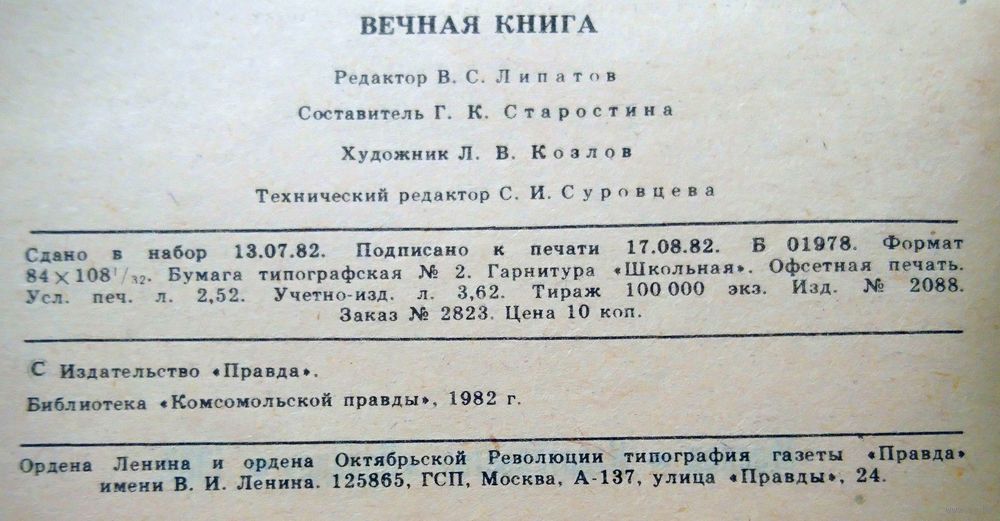 ВЕЧНАЯ КНИГА
Редактор В. С. Липатов
Составитель Г. К. Старостина
Художник Л. В. Козлов
Технический редактор С. И. Суровцева
Сдано в набор 13.07.82. Подписано к печати 17.08.82. Б 01978. Формат
84×108¹/₃₂. Бумага типографская № 2. Гарнитура «Школьная». Офсетная печать.
Усл. печ. л. 2,52. Учетно-изд. л. 3,62. Тираж 100 000 экз. Изд. № 2088.
Заказ № 2823. Цена 10 коп.
С Издательство «Правда».
Библиотека «Комсомольской правды», 1982 г.
Ордена Ленина и ордена Октябрьской Революции типография газеты «Правда»
имени В. И. Ленина. 125865, ГСП, Москва, А-137, улица «Правды», 24.